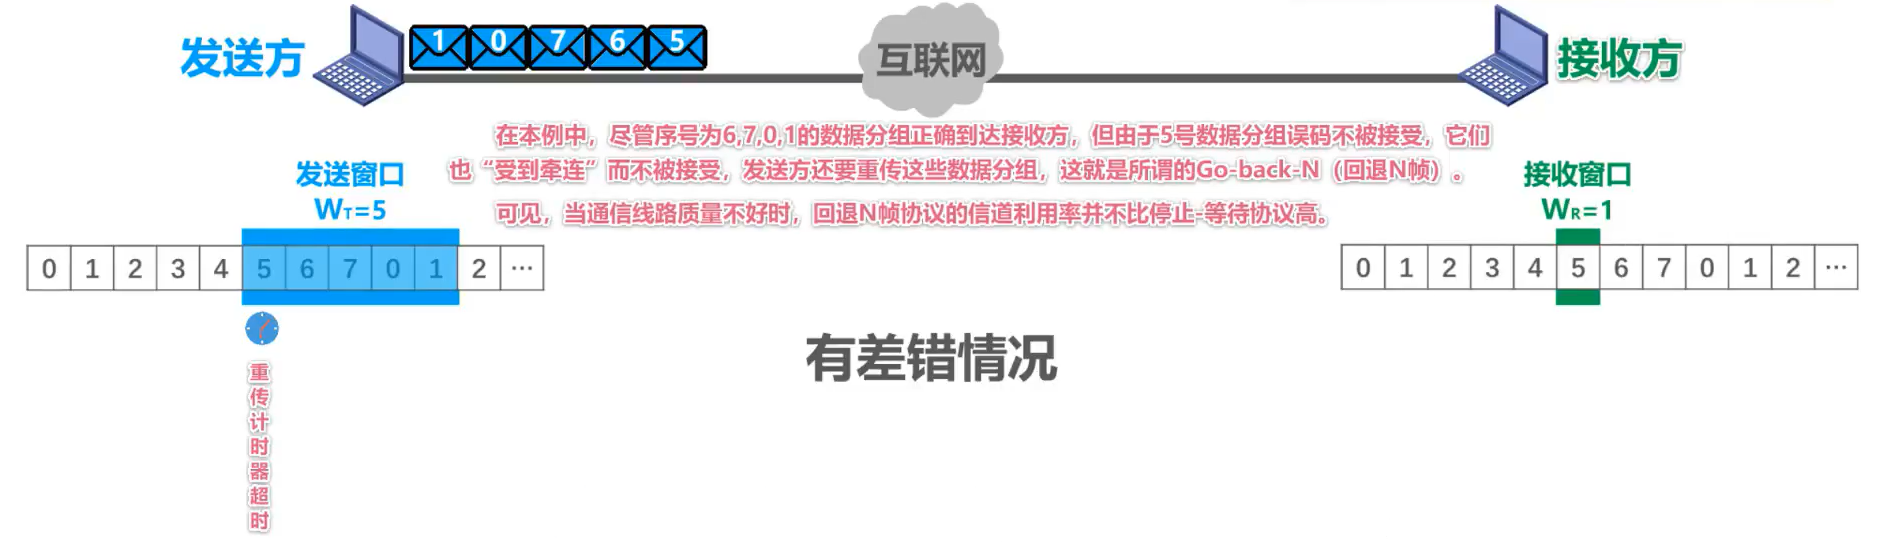 发送方
1 0 7 6 5
互联网
接收方
在本例中，尽管序号为6,7,0,1的数据分组正确到达接收方，但由于5号数据分组误码不被接受，它们
也“受到牵连”而不被接受，发送方还要重传这些数据分组，这就是所谓的Go-back-N（回退N帧）。
可见，当通信线路质量不好时，回退N帧协议的信道利用率并不比停止-等待协议高。
发送窗口
WT=5
接收窗口
WR=1
0 1 2 3 4 5 6 7 0 1 2 ···
0 1 2 3 4 5 6 7 0 1 2 ···
重传计时器超时
有差错情况